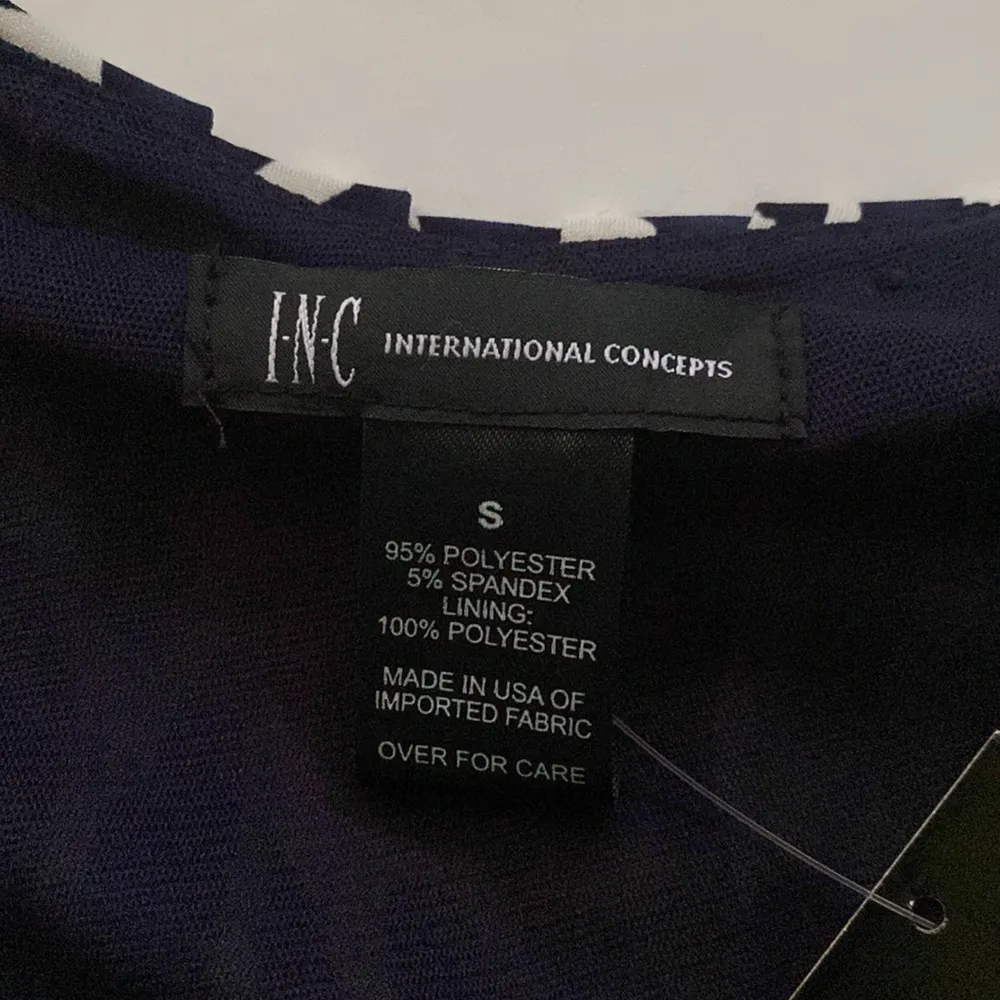 I-N-C INTERNATIONAL CONCEPTS
S
95% POLYESTER
5% SPANDEX
LINING:
100% POLYESTER
MADE IN USA OF
IMPORTED FABRIC
OVER FOR CARE